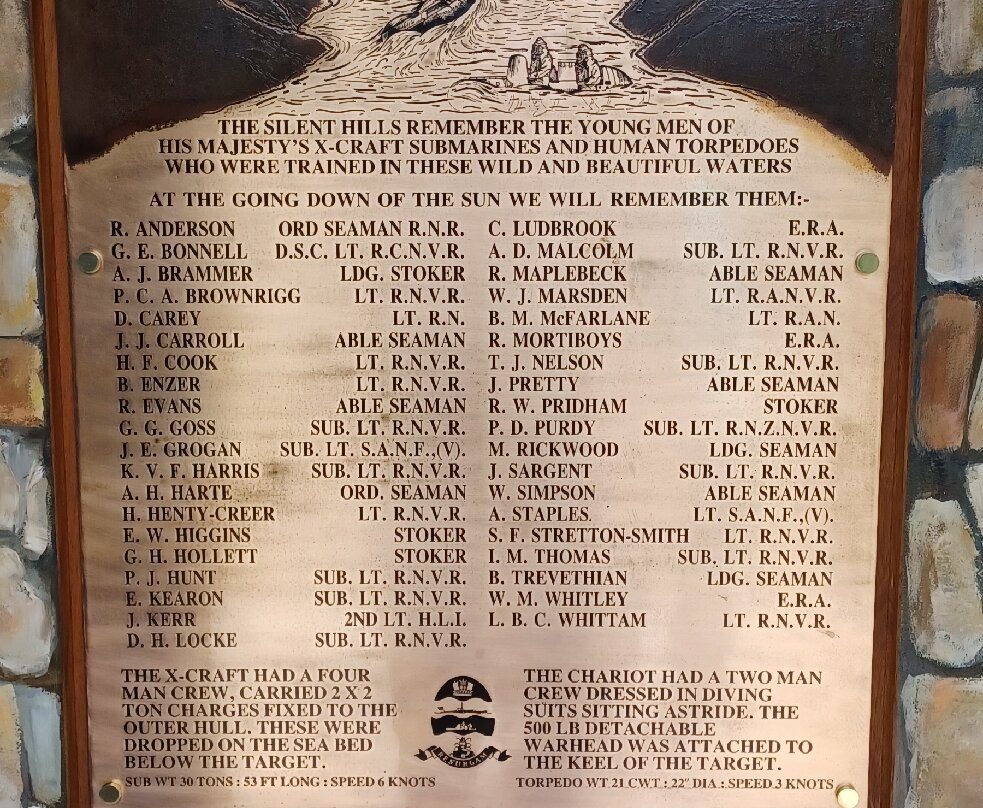 THE SILENT HILLS REMEMBER THE YOUNG MEN OF
HIS MAJESTY'S X-CRAFT SUBMARINES AND HUMAN TORPEDOES
WHO WERE TRAINED IN THESE WILD AND BEAUTIFUL WATERS
AT THE GOING DOWN OF THE SUN WE WILL REMEMBER THEM:-
R. ANDERSON ORD SEAMAN R.N.R.
G. E. BONNELL D.S.C. LT. R.C.N.V.R.
A. J. BRAMMER LDG. STOKER
P. C. A. BROWNRIGG LT. R.N.V.R.
D. CAREY LT. R.N.
J. J. CARROLL ABLE SEAMAN
H. F. COOK LT. R.N.V.R.
B. ENZER LT. R.N.V.R.
R. EVANS ABLE SEAMAN
G. G. GOSS SUB. LT. R.N.V.R.
J. E. GROGAN SUB. LT. S.A.N.F.,(V).
K. V. F. HARRIS SUB. LT. R.N.V.R.
A. H. HARTE ORD. SEAMAN
H. HENTY-CREER LT. R.N.V.R.
E. W. HIGGINS STOKER
G. H. HOLLETT STOKER
P. J. HUNT SUB. LT. R.N.V.R.
E. KEARON SUB. LT. R.N.V.R.
J. KERR 2ND LT. H.L.I.
D. H. LOCKE SUB. LT. R.N.V.R.
C. LUDBROOK E.R.A.
A. D. MALCOLM SUB. LT. R.N.V.R.
R. MAPLEBECK ABLE SEAMAN
W. J. MARSDEN LT. R.A.N.V.R.
B. M. McFARLANE LT. R.A.N.
R. MORTIBOYS E.R.A.
T. J. NELSON SUB. LT. R.N.V.R.
J. PRETTY ABLE SEAMAN
R. W. PRIDHAM STOKER
P. D. PURDY SUB. LT. R.N.Z.N.V.R.
M. RICKWOOD LDG. SEAMAN
J. SARGENT SUB. LT. R.N.V.R.
W. SIMPSON ABLE SEAMAN
A. STAPLES. LT. S.A.N.F.,(V).
S. F. STRETTON-SMITH LT. R.N.V.R.
I. M. THOMAS SUB. LT. R.N.V.R.
B. TREVETHIAN LDG. SEAMAN
W. M. WHITLEY E.R.A.
L. B. C. WHITTAM LT. R.N.V.R.
THE X-CRAFT HAD A FOUR
MAN CREW, CARRIED 2 X 2
TON CHARGES FIXED TO THE
OUTER HULL. THESE WERE
DROPPED ON THE SEA BED
BELOW THE TARGET.
SUB WT 30 TONS : 53 FT LONG : SPEED 6 KNOTS
RESURGAM
THE CHARIOT HAD A TWO MAN
CREW DRESSED IN DIVING
SUITS SITTING ASTRIDE. THE
500 LB DETACHABLE
WARHEAD WAS ATTACHED TO
THE KEEL OF THE TARGET.
TORPEDO WT 21 CWT : 22" DIA : SPEED 3 KNOTS